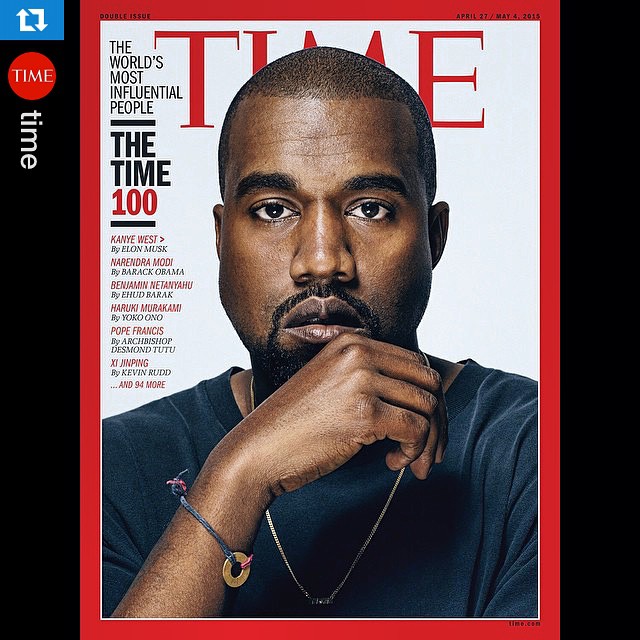 TIME
time
DOUBLE ISSUE
APRIL 27 / MAY 4, 2015
TIME
THE
WORLD'S
MOST
INFLUENTIAL
PEOPLE
THE
TIME
100
KANYE WEST >
By ELON MUSK
NARENDRA MODI
By BARACK OBAMA
BENJAMIN NETANYAHU
By EHUD BARAK
HARUKI MURAKAMI
By YOKO ONO
POPE FRANCIS
By ARCHBISHOP
DESMOND TUTU
XI JINPING
By KEVIN RUDD
... AND 94 MORE
time.com